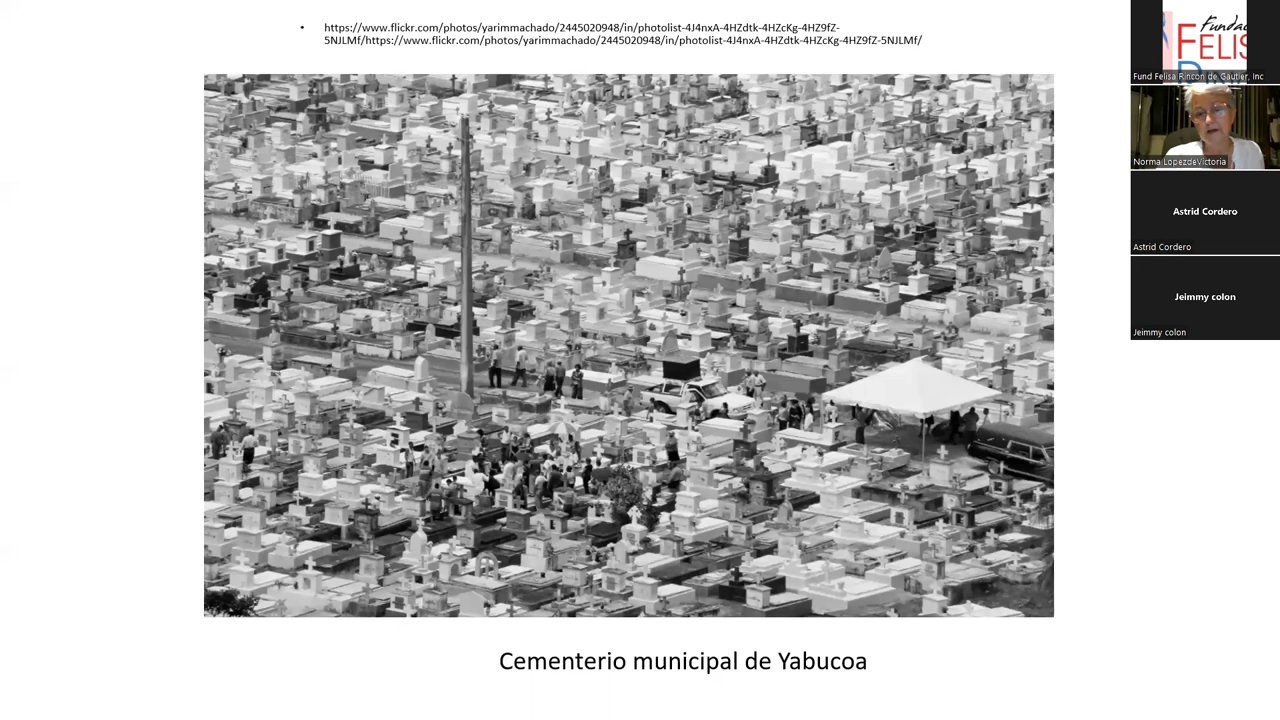 • https://www.flickr.com/photos/yarimmachado/2445020948/in/photolist-4J4nxA-4HZdtk-4HZcKg-4HZ9fZ-
5NJLMf/https://www.flickr.com/photos/yarimmachado/2445020948/in/photolist-4J4nxA-4HZdtk-4HZcKg-4HZ9fZ-5NJLMf/
Cementerio municipal de Yabucoa
Fund Felisa Rincon de Gautier, Inc
Norma LopezdeVictoria
Astrid Cordero
Astrid Cordero
Jeimmy colon
Jeimmy colon